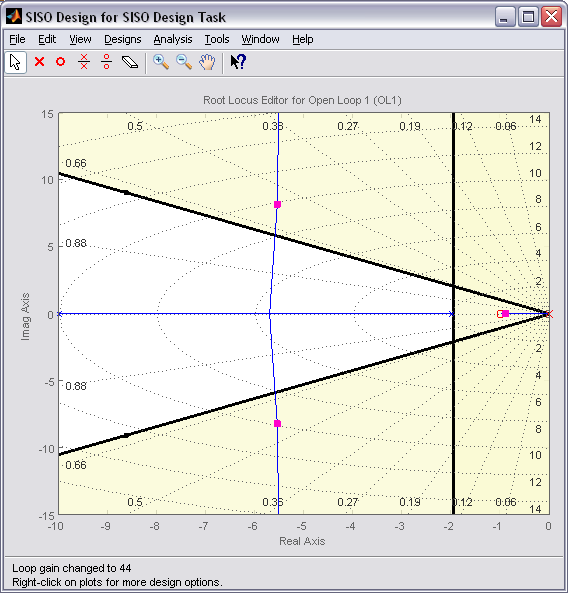 SISO Design for SISO Design Task
File Edit View Designs Analysis Tools Window Help
Root Locus Editor for Open Loop 1 (OL1)
15
0.5 0.38 0.27 0.19 0.12 0.06 14
12
0.66
10 10
8
0.88 6
5
4
2
0
2
-5 4
0.88
6
8
-10
0.66 10
12
0.5 0.38 0.27 0.19 0.12 0.06
14
-15
-10 -9 -8 -7 -6 -5 -4 -3 -2 -1 0
Imag Axis
Real Axis
Loop gain changed to 44
Right-click on plots for more design options.